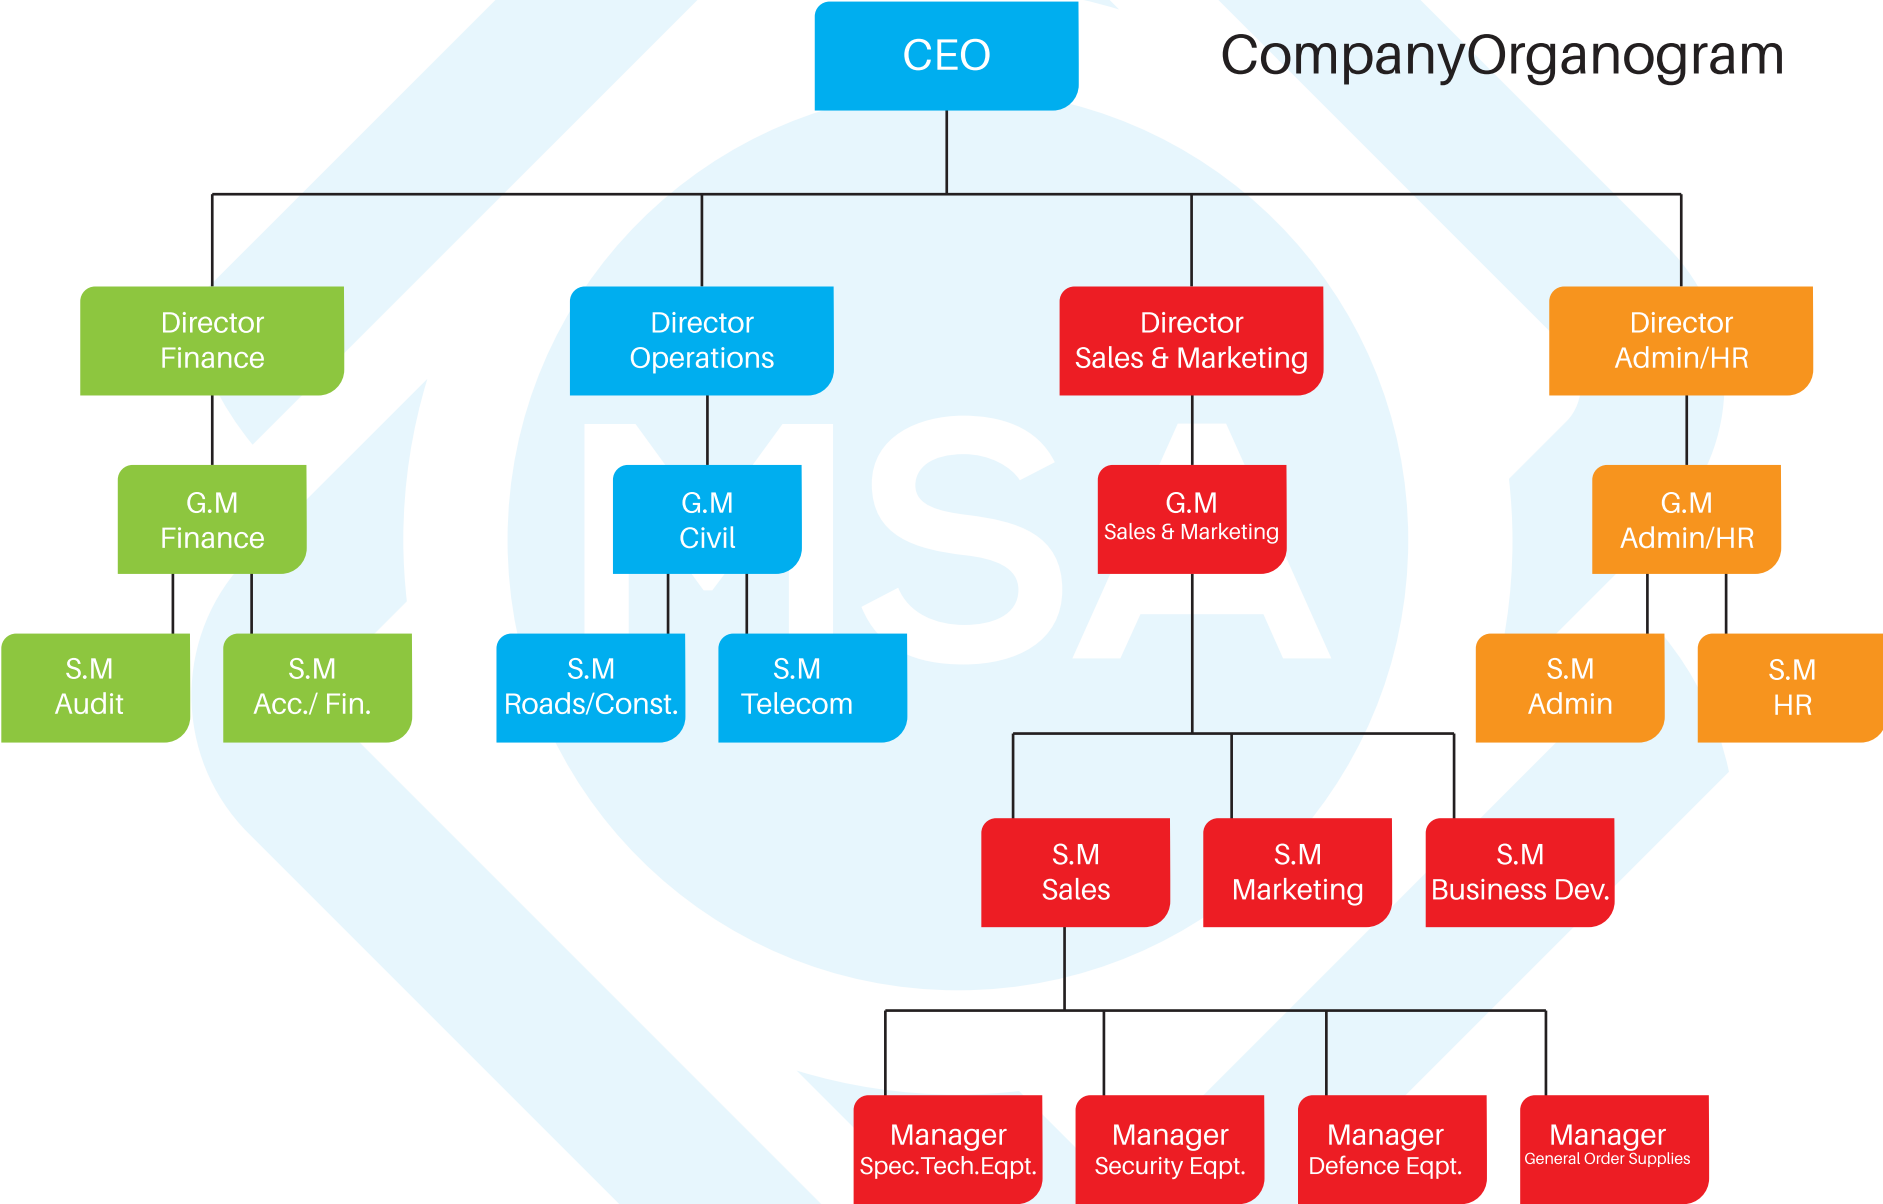 CEO
CompanyOrganogram
Director
Finance
Director
Operations
Director
Sales & Marketing
Director
Admin/HR
MSA
G.M
Finance
G.M
Civil
G.M
Sales & Marketing
G.M
Admin/HR
S.M
Audit
S.M
Acc./ Fin.
S.M
Roads/Const.
S.M
Telecom
S.M
Admin
S.M
HR
S.M
Sales
S.M
Marketing
S.M
Business Dev.
Manager
Spec.Tech.Eqpt.
Manager
Security Eqpt.
Manager
Defence Eqpt.
Manager
General Order Supplies